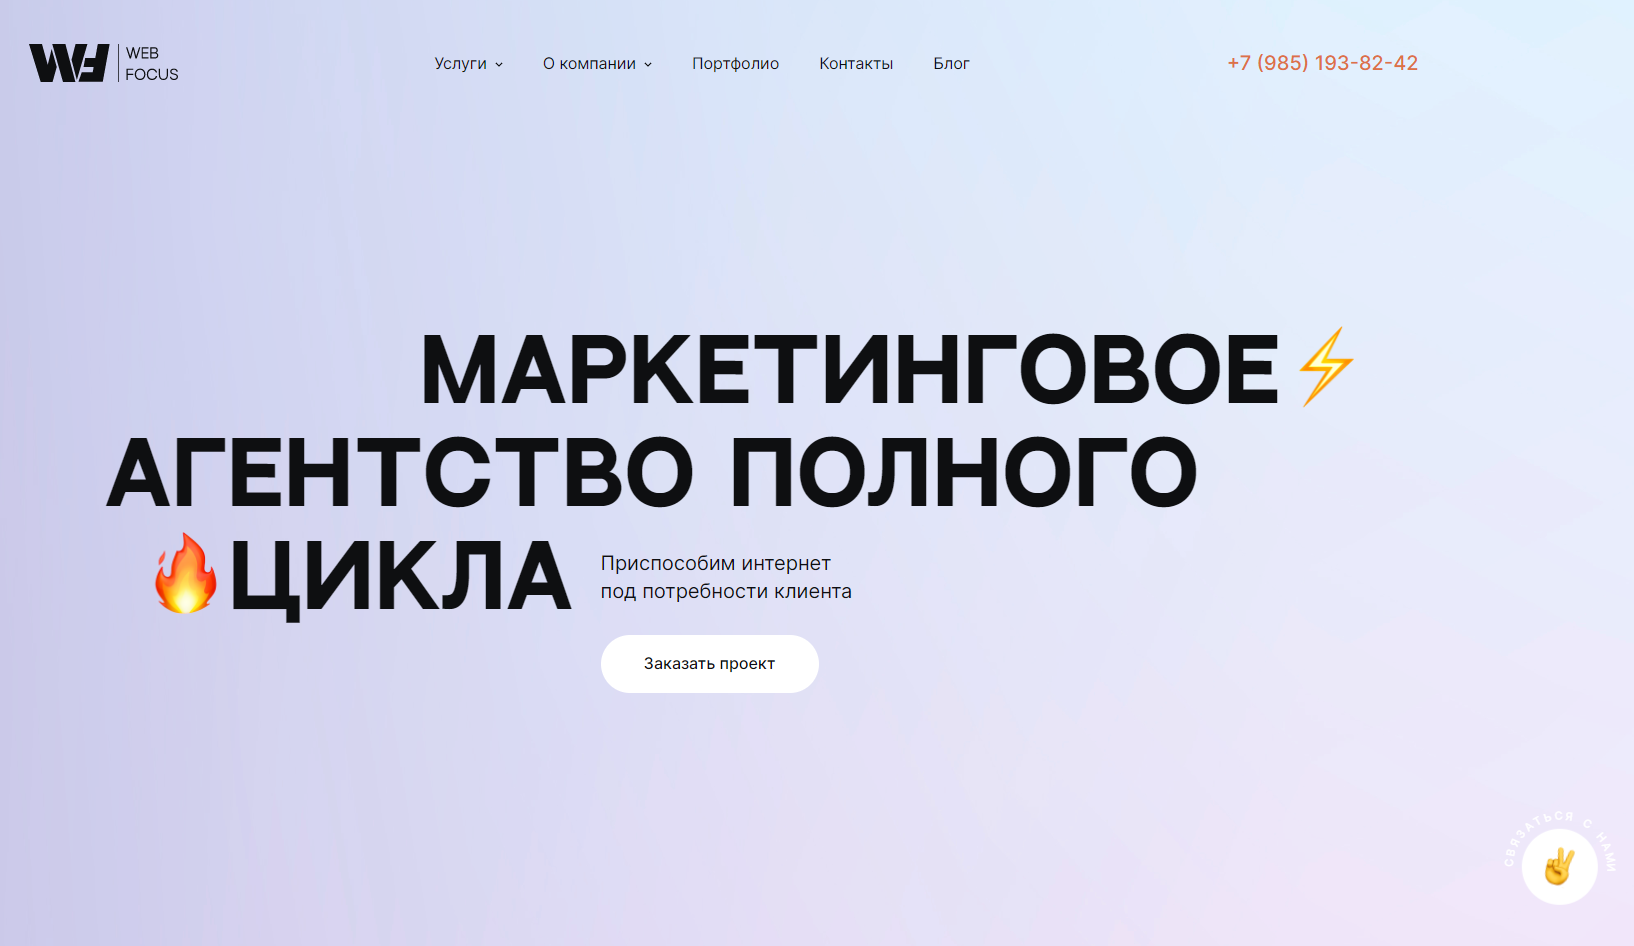 WEB
FOCUS
Услуги
О компании
Портфолио
Контакты
Блог
+7 (985) 193-82-42
МАРКЕТИНГОВОЕ⚡
АГЕНТСТВО ПОЛНОГО
🔥ЦИКЛА
Приспособим интернет
под потребности клиента
Заказать проект
СВЯЗАТЬСЯ С НАМИ